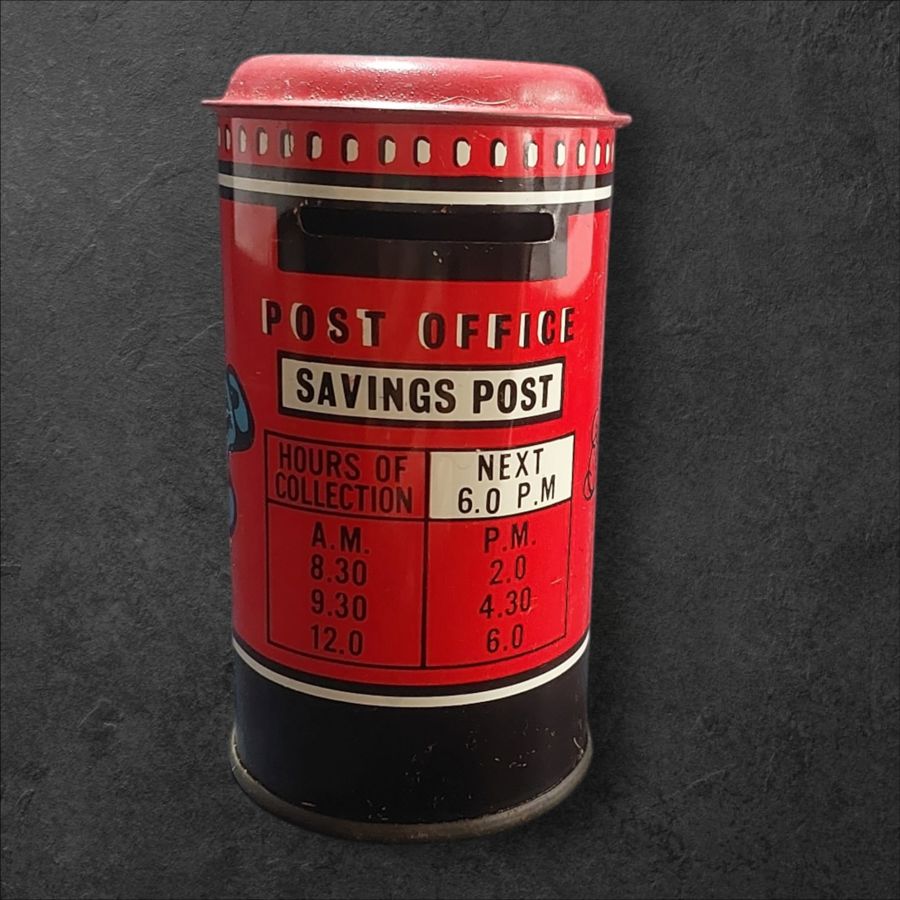 POST OFFICE
SAVINGS POST
HOURS OF
COLLECTION
NEXT
6.0 P.M
A.M.
8.30
9.30
12.0
P.M.
2.0
4.30
6.0